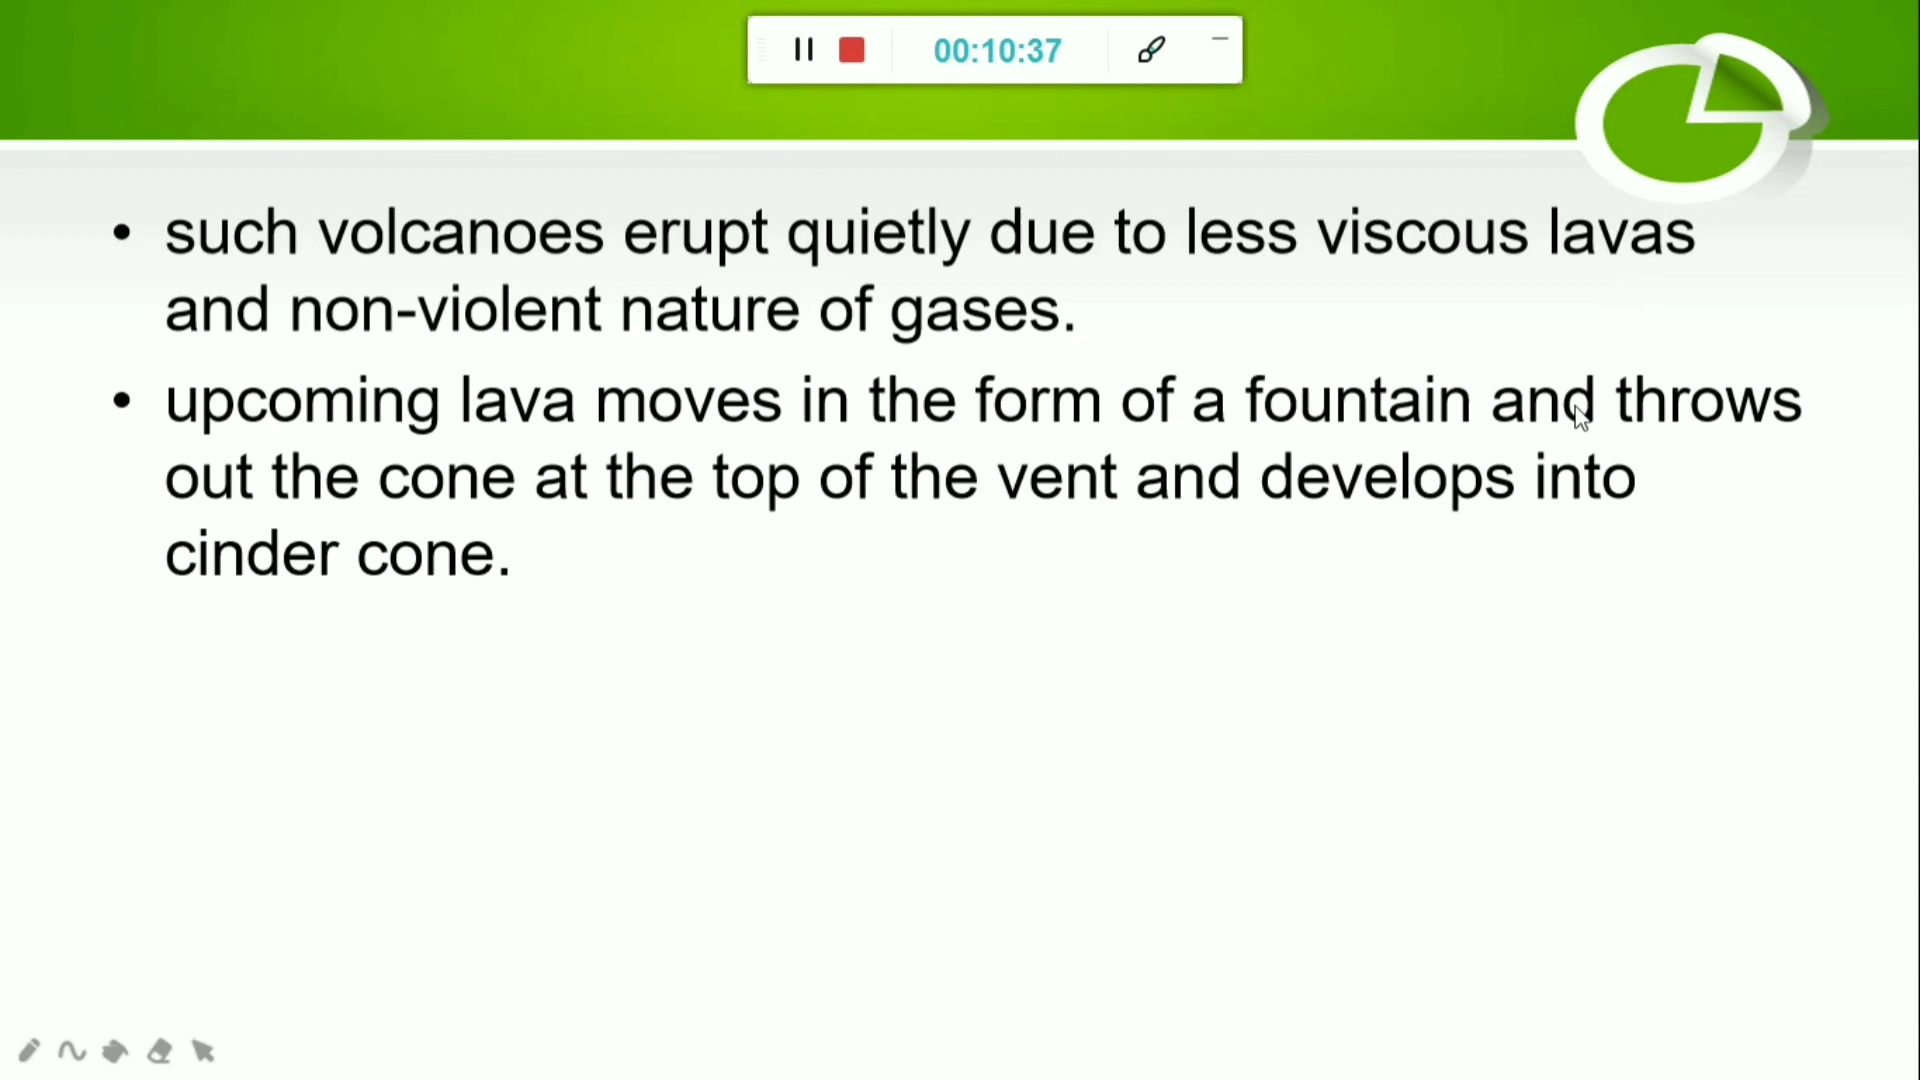 00:10:37
• such volcanoes erupt quietly due to less viscous lavas
and non-violent nature of gases.
• upcoming lava moves in the form of a fountain and throws
out the cone at the top of the vent and develops into
cinder cone.